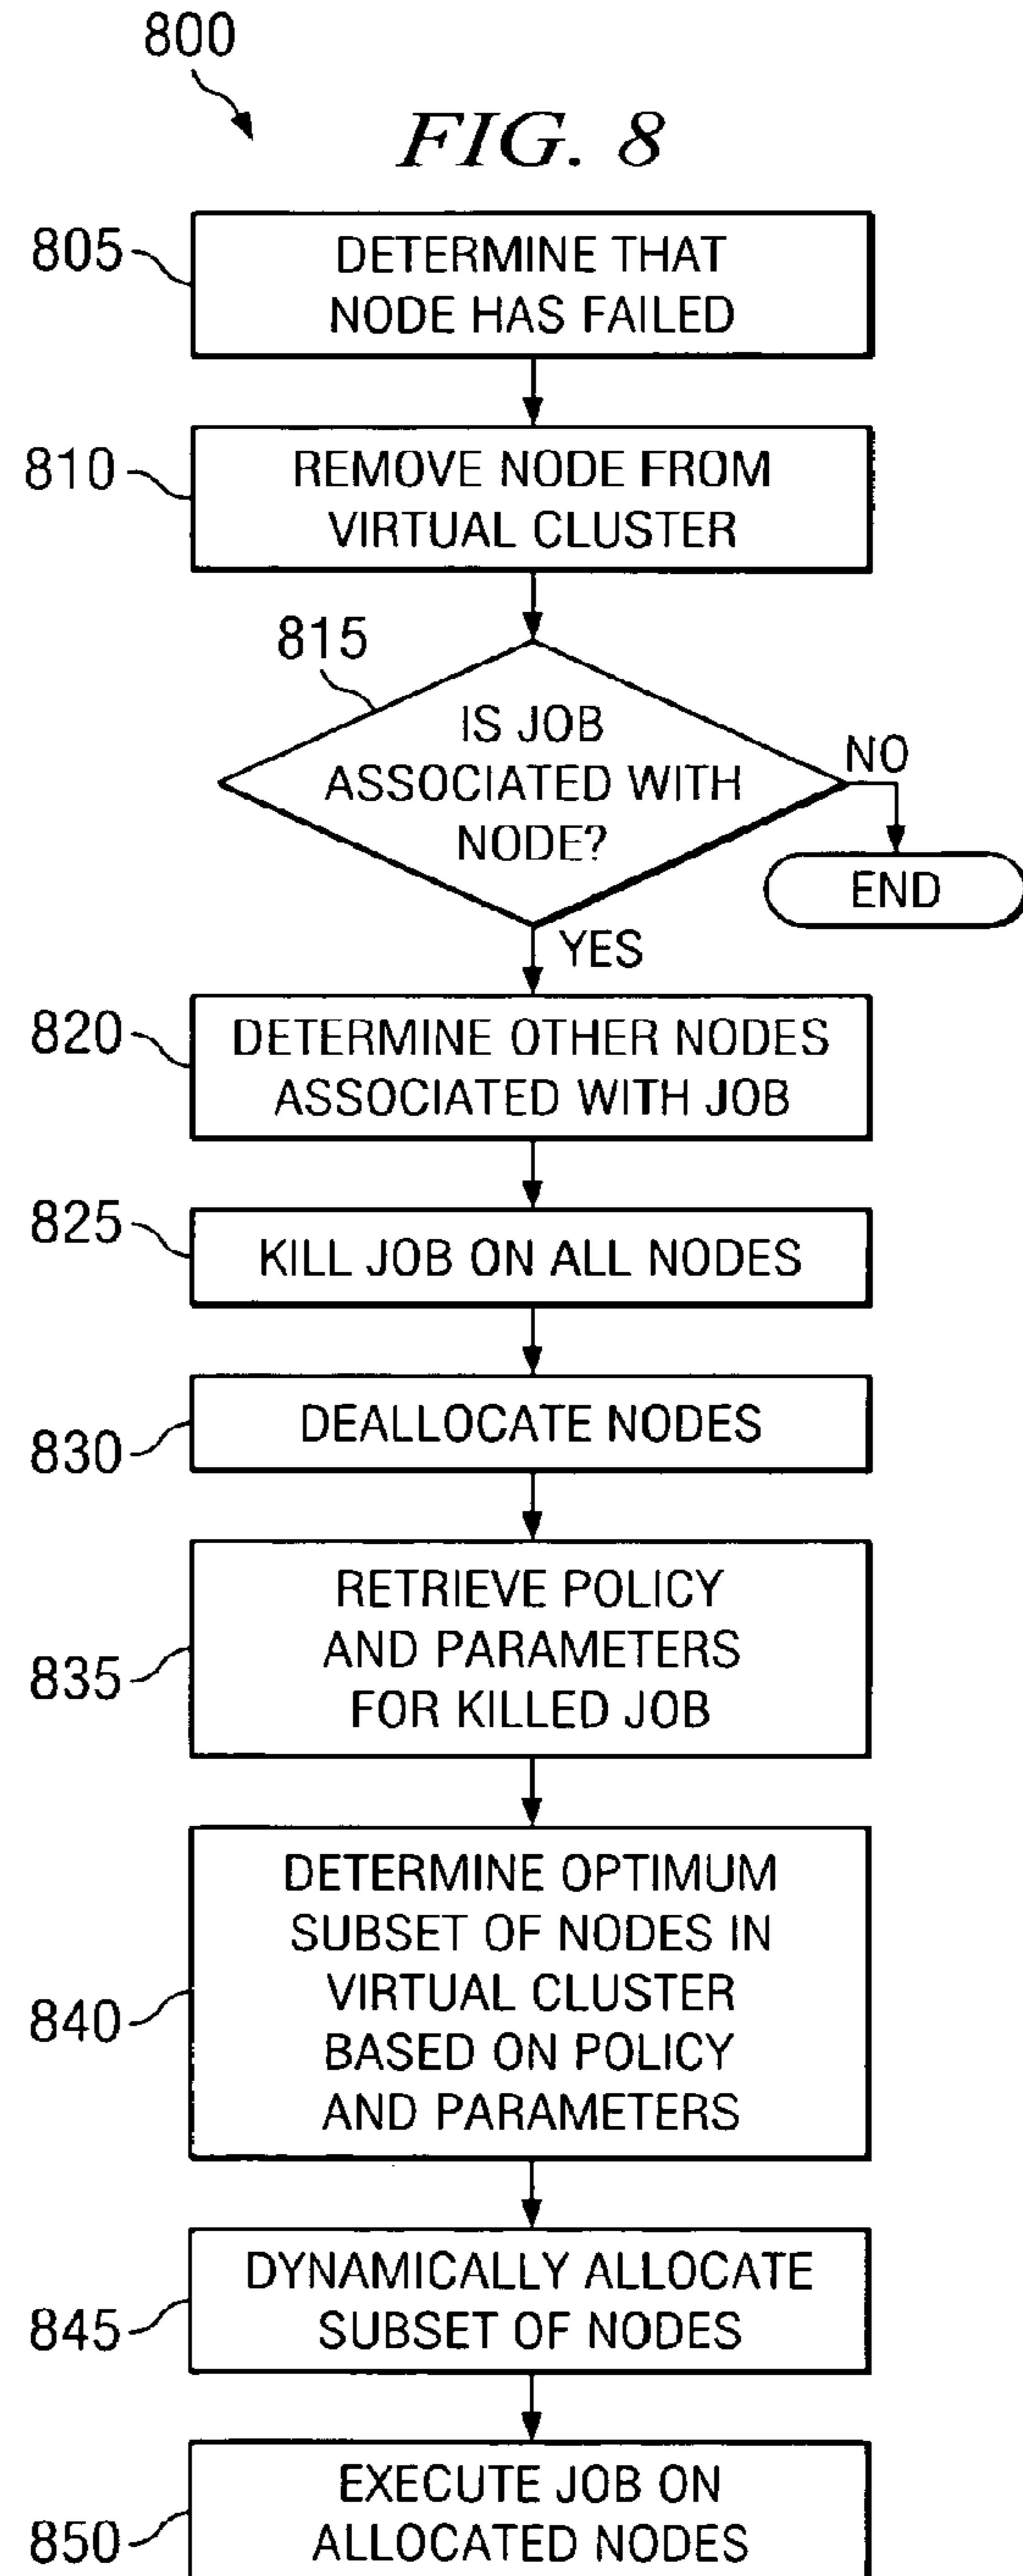 800
FIG. 8
805
DETERMINE THAT
NODE HAS FAILED
810
REMOVE NODE FROM
VIRTUAL CLUSTER
815
IS JOB
ASSOCIATED WITH
NODE?
NO
END
YES
820
DETERMINE OTHER NODES
ASSOCIATED WITH JOB
825
KILL JOB ON ALL NODES
830
DEALLOCATE NODES
835
RETRIEVE POLICY
AND PARAMETERS
FOR KILLED JOB
840
DETERMINE OPTIMUM
SUBSET OF NODES IN
VIRTUAL CLUSTER
BASED ON POLICY
AND PARAMETERS
845
DYNAMICALLY ALLOCATE
SUBSET OF NODES
850
EXECUTE JOB ON
ALLOCATED NODES